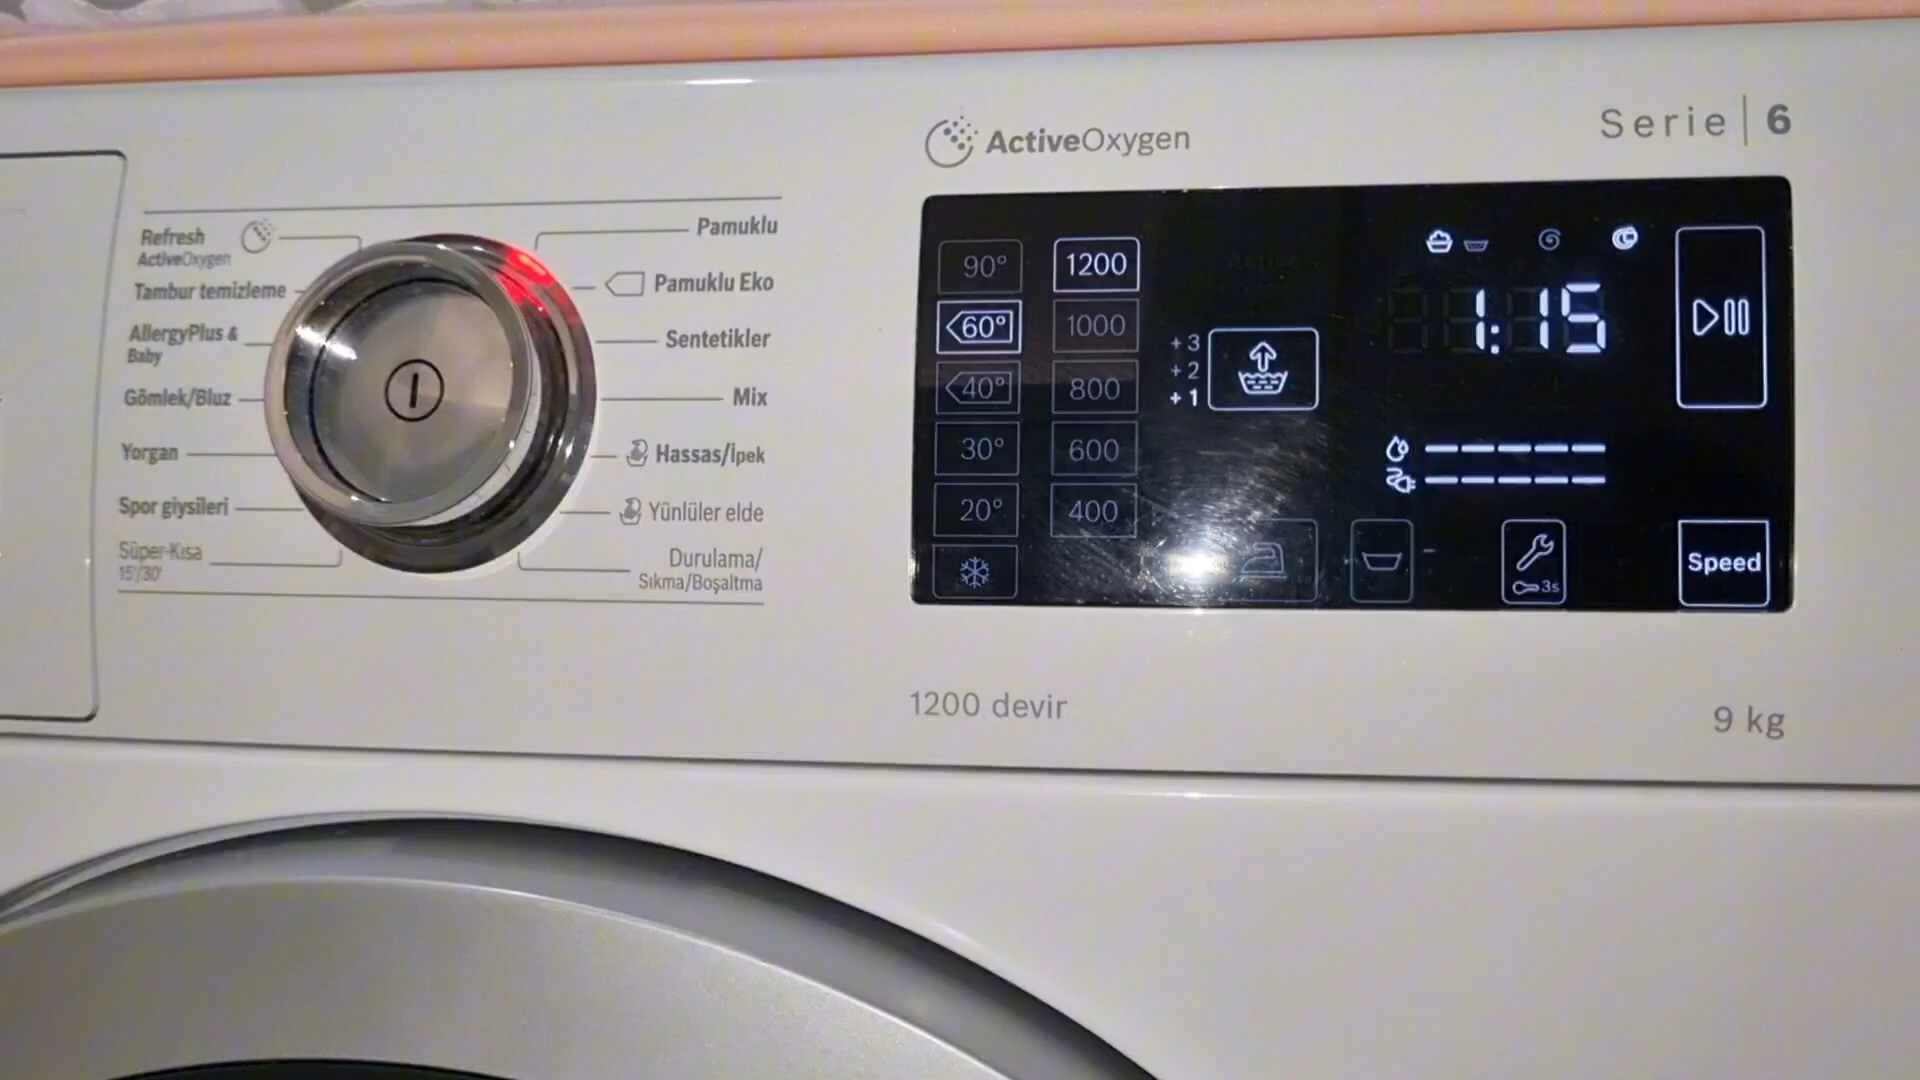 ActiveOxygen
Serie | 6
Refresh
ActiveOxygen
Tambur temizleme
AllergyPlus &
Baby
Gömlek/Bluz
Yorgan
Spor giysileri
Süper-Kısa
15'/30'
Pamuklu
Pamuklu Eko
Sentetikler
Mix
Hassas/İpek
Yünlüler elde
Durulama/
Sıkma/Boşaltma
90°
60°
40°
30°
20°
1200
1000
800
600
400
+ 3
+ 2
+ 1
1:15
3s
Speed
1200 devir
9 kg